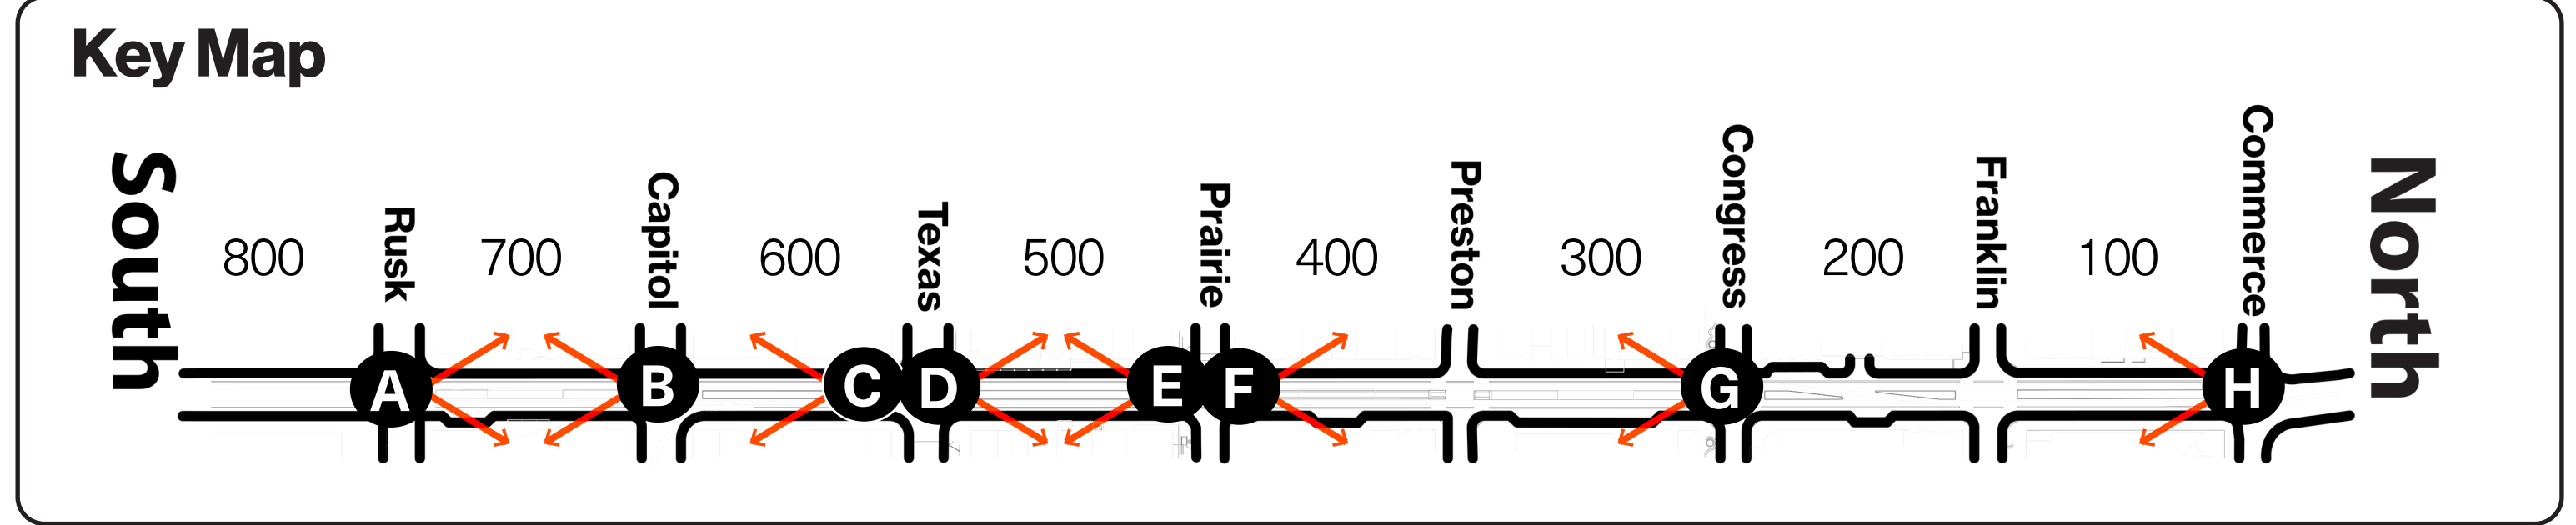 Key Map
South
800
Rusk
700
Capitol
600
Texas
500
Prairie
400
Preston
300
Congress
200
Franklin
100
Commerce
North
A
B
C
D
E
F
G
H